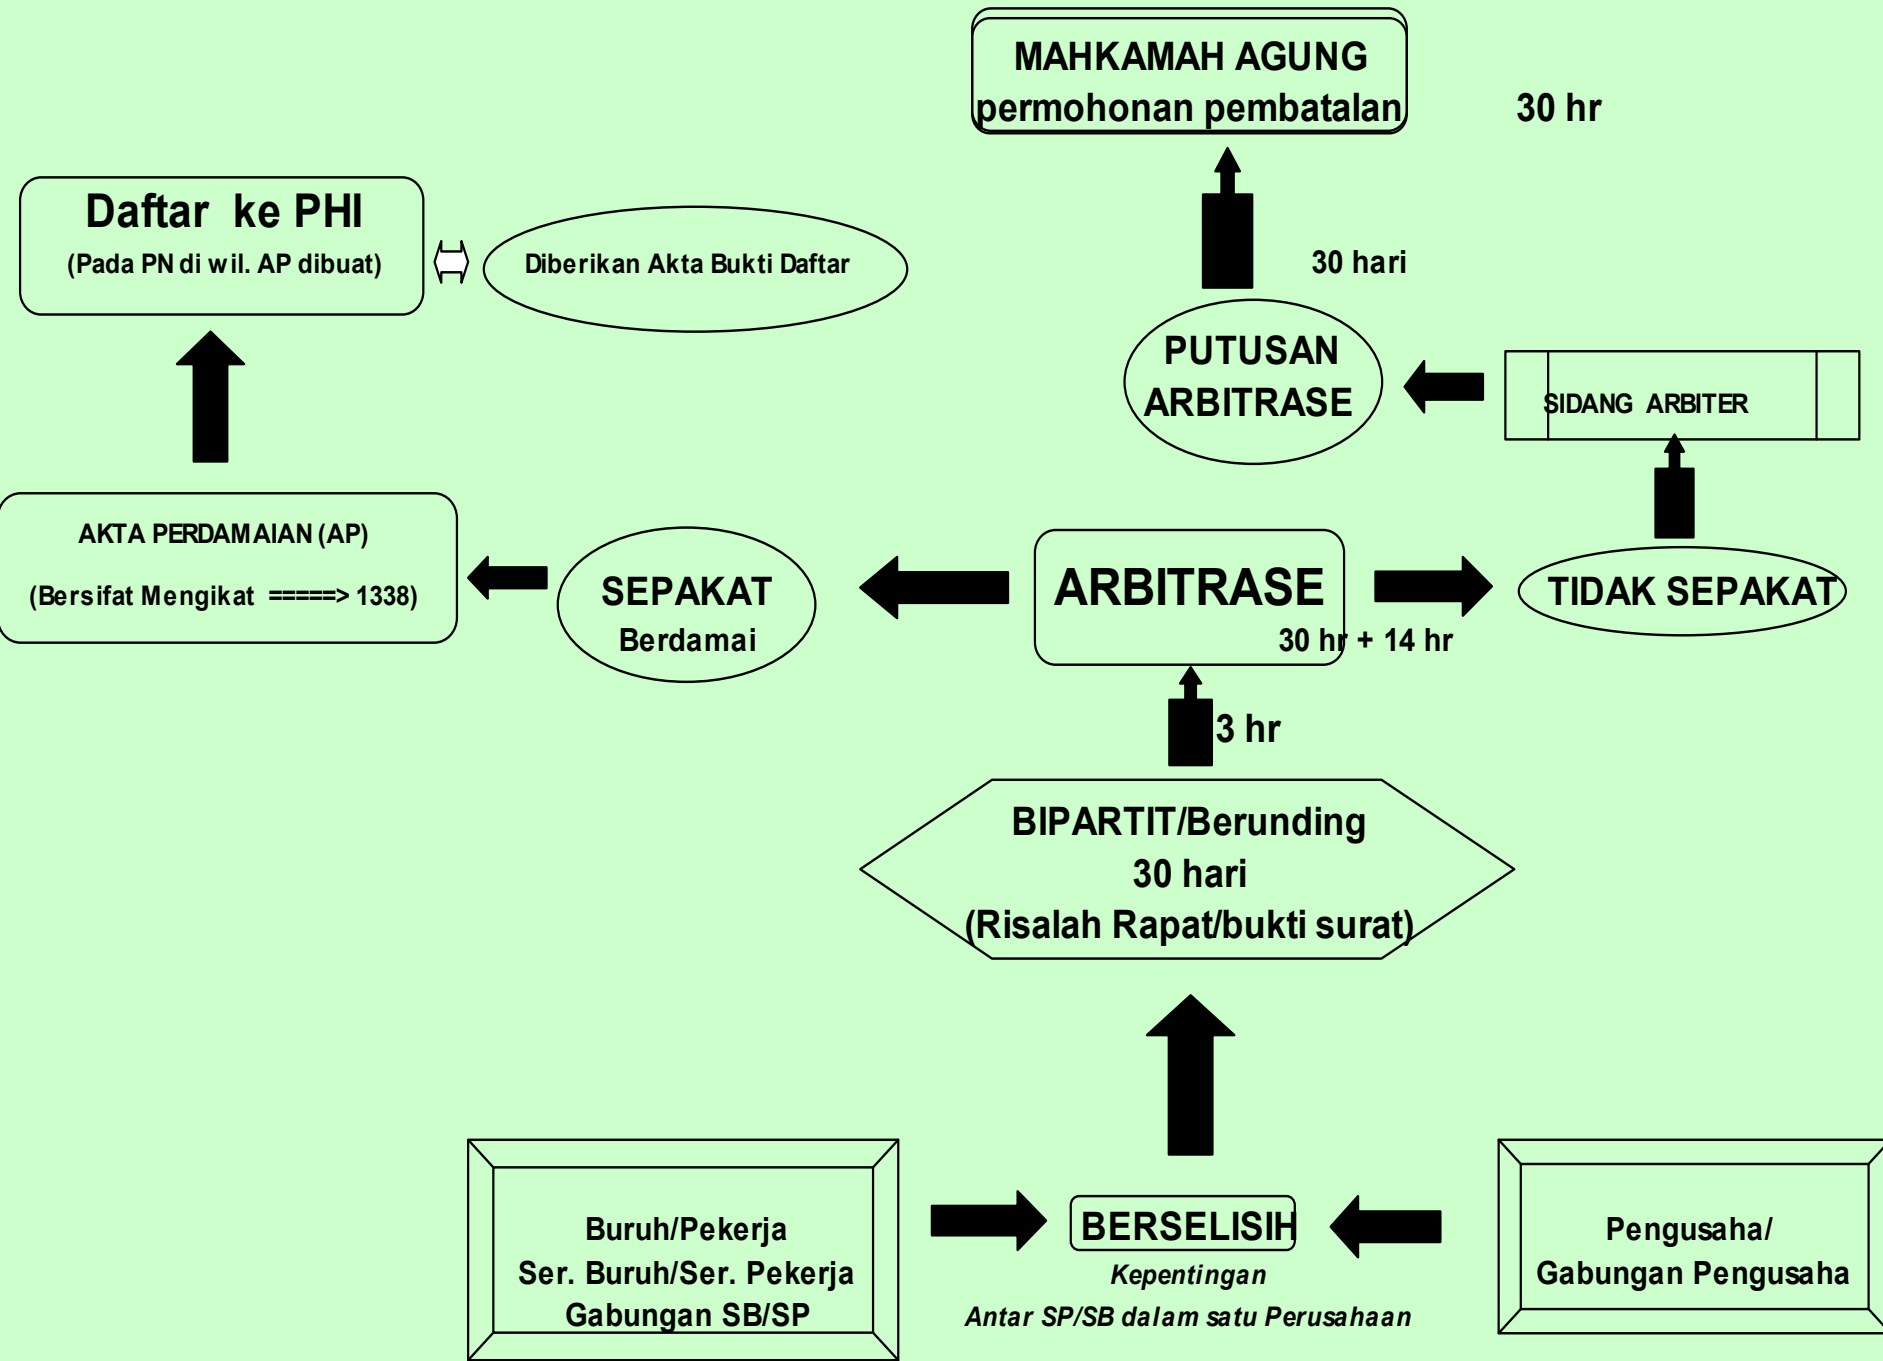 MAHKAMAH AGUNG
permohonan pembatalan
30 hr
Daftar ke PHI
(Pada PN di wil. AP dibuat)
Diberikan Akta Bukti Daftar
30 hari
PUTUSAN
ARBITRASE
SIDANG ARBITER
AKTA PERDAMAIAN (AP)
(Bersifat Mengikat =====> 1338)
SEPAKAT
Berdamai
ARBITRASE
30 hr + 14 hr
TIDAK SEPAKAT
3 hr
BIPARTIT/Berunding
30 hari
(Risalah Rapat/bukti surat)
Buruh/Pekerja
Ser. Buruh/Ser. Pekerja
Gabungan SB/SP
BERSELISIH
Kepentingan
Antar SP/SB dalam satu Perusahaan
Pengusaha/
Gabungan Pengusaha